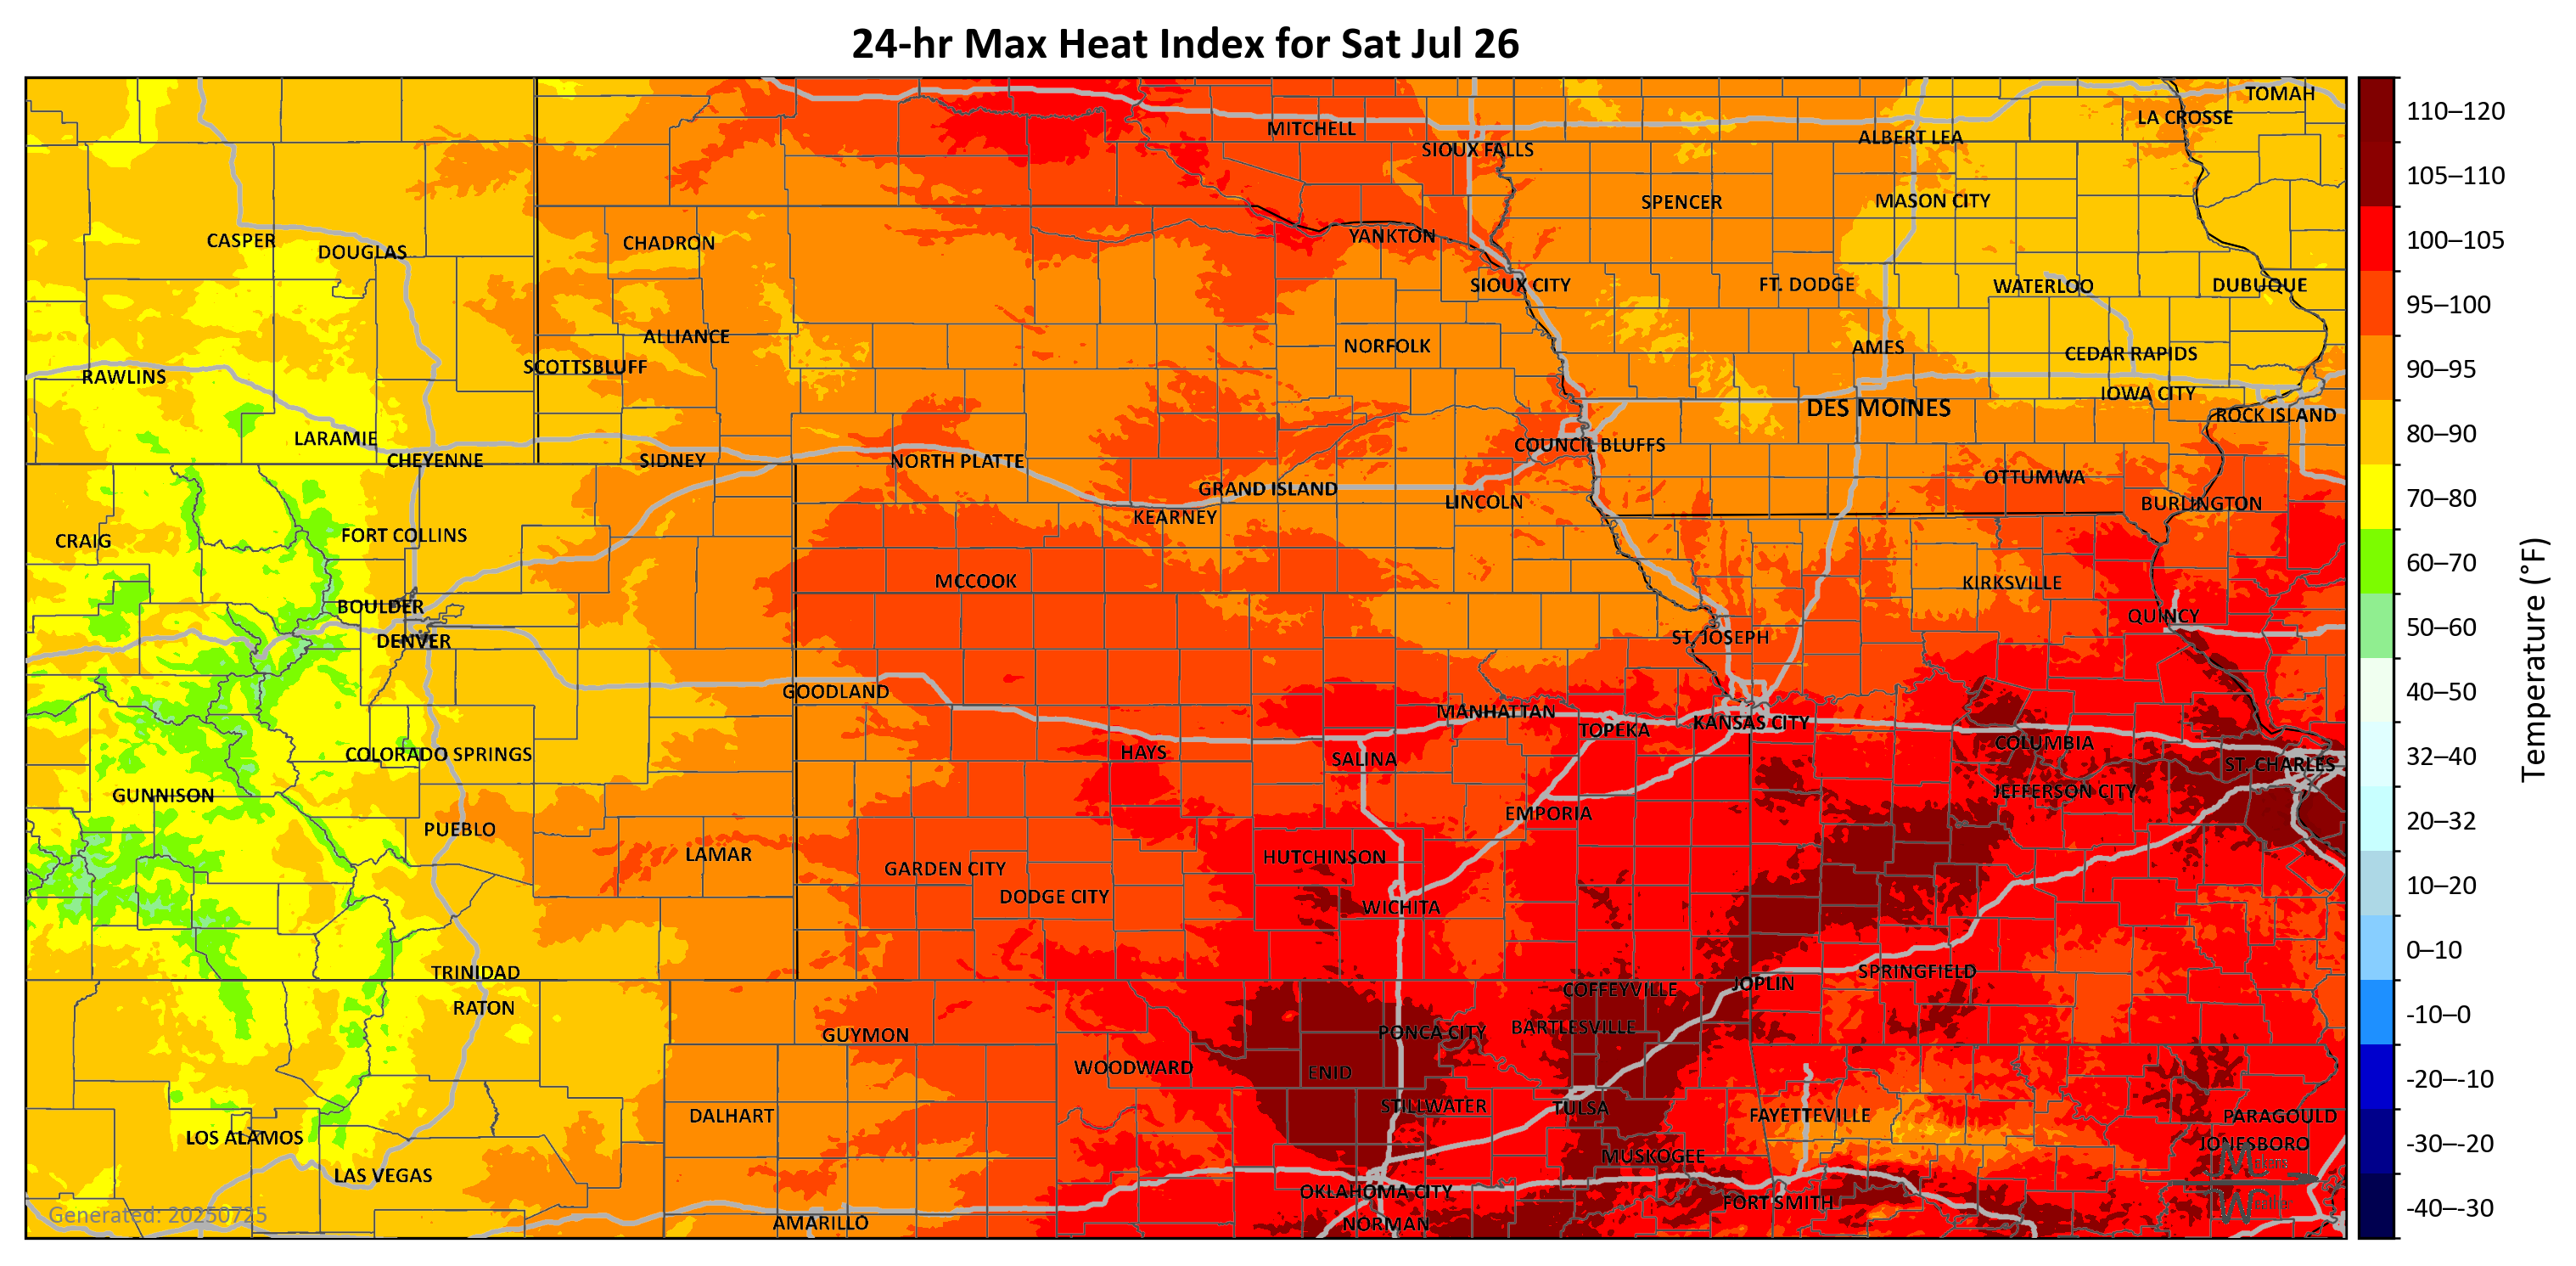 24-hr Max Heat Index for Sat Jul 26
TOMAH
LA CROSSE
MITCHELL
ALBERT LEA
SIOUX FALLS
SPENCER
MASON CITY
CASPER
DOUGLAS
CHADRON
YANKTON
SIOUX CITY
FT. DODGE
WATERLOO
DUBUQUE
ALLIANCE
NORFOLK
AMES
CEDAR RAPIDS
SCOTTSBLUFF
RAWLINS
IOWA CITY
DES MOINES
ROCK ISLAND
LARAMIE
COUNCIL BLUFFS
CHEYENNE
SIDNEY
NORTH PLATTE
OTTUMWA
GRAND ISLAND
LINCOLN
BURLINGTON
KEARNEY
CRAIG
FORT COLLINS
MCCOOK
KIRKSVILLE
BOULDER
QUINCY
DENVER
ST. JOSEPH
GOODLAND
MANHATTAN
TOPEKA
KANSAS CITY
COLORADO SPRINGS
HAYS
SALINA
COLUMBIA
ST. CHARLES
JEFFERSON CITY
GUNNISON
EMPORIA
PUEBLO
LAMAR
HUTCHINSON
GARDEN CITY
DODGE CITY
WICHITA
TRINIDAD
SPRINGFIELD
JOPLIN
COFFEYVILLE
RATON
GUYMON
PONCA CITY
BARTLESVILLE
WOODWARD
ENID
STILLWATER
TULSA
DALHART
FAYETTEVILLE
PARAGOULD
LOS ALAMOS
JONESBORO
MUSKOGEE
LAS VEGAS
OKLAHOMA CITY
FORT SMITH
AMARILLO
NORMAN
Generated: 20250725
110–120
105–110
100–105
95–100
90–95
80–90
70–80
60–70
50–60
40–50
32–40
20–32
10–20
0–10
-10–0
-20–-10
-30–-20
-40–-30
Temperature (°F)